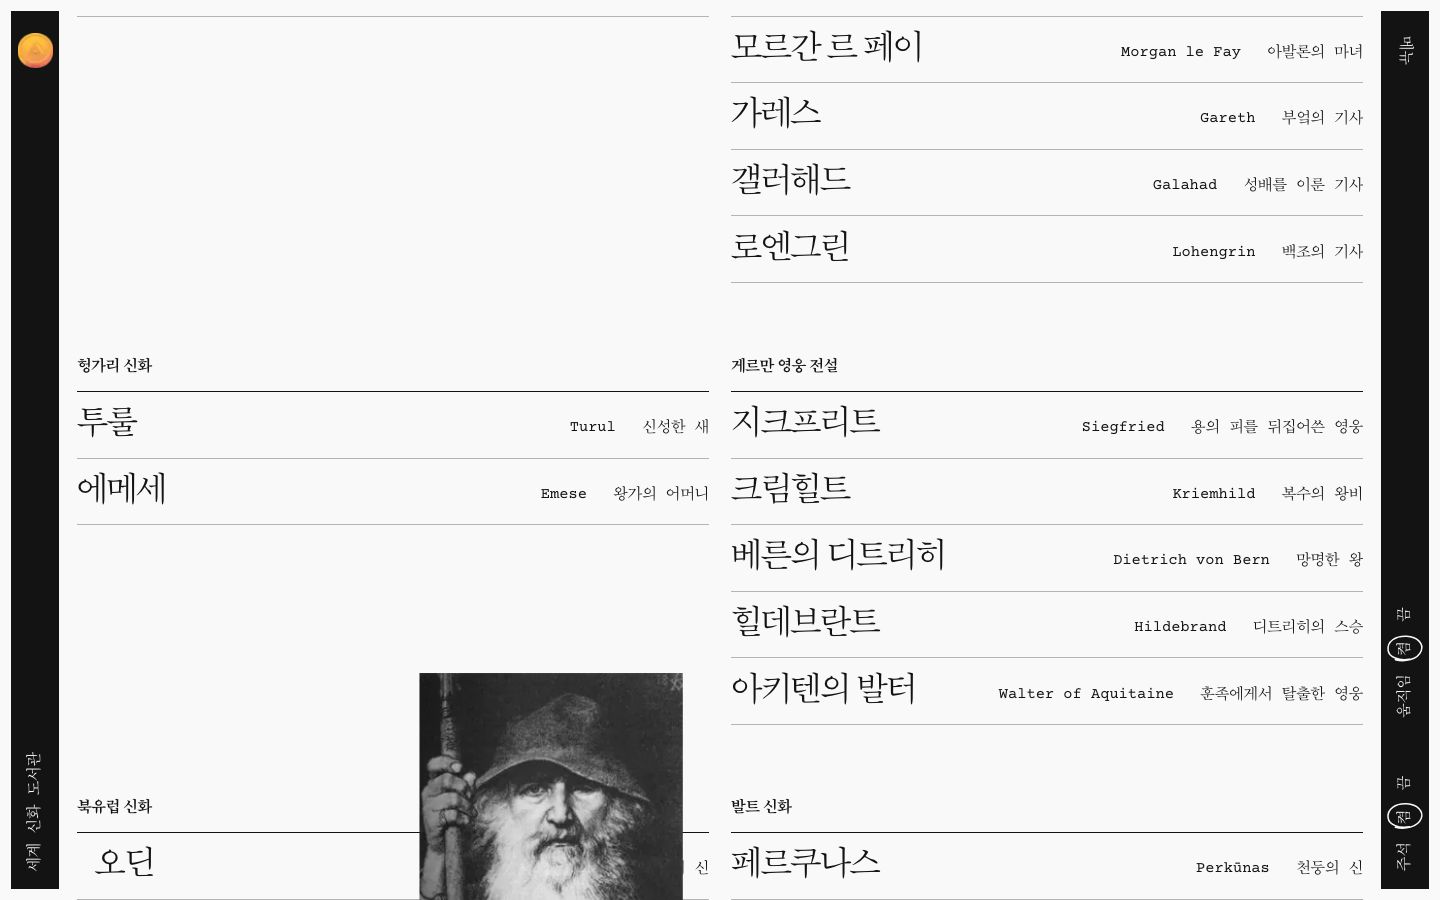 세계 신화 도서관
모르간 르 페이 Morgan le Fay 아발론의 마녀
가레스 Gareth 부엌의 기사
갤러해드 Galahad 성배를 이룬 기사
로엔그린 Lohengrin 백조의 기사
헝가리 신화
투룰 Turul 신성한 새
에메세 Emese 왕가의 어머니
게르만 영웅 전설
지크프리트 Siegfried 용의 피를 뒤집어쓴 영웅
크림힐트 Kriemhild 복수의 왕비
베른의 디트리히 Dietrich von Bern 망명한 왕
힐데브란트 Hildebrand 디트리히의 스승
아키텐의 발터 Walter of Aquitaine 훈족에게서 탈출한 영웅
북유럽 신화
오딘 신
발트 신화
페르쿠나스 Perkūnas 천둥의 신
목록
움직임 켬 끔
주석 켬 끔